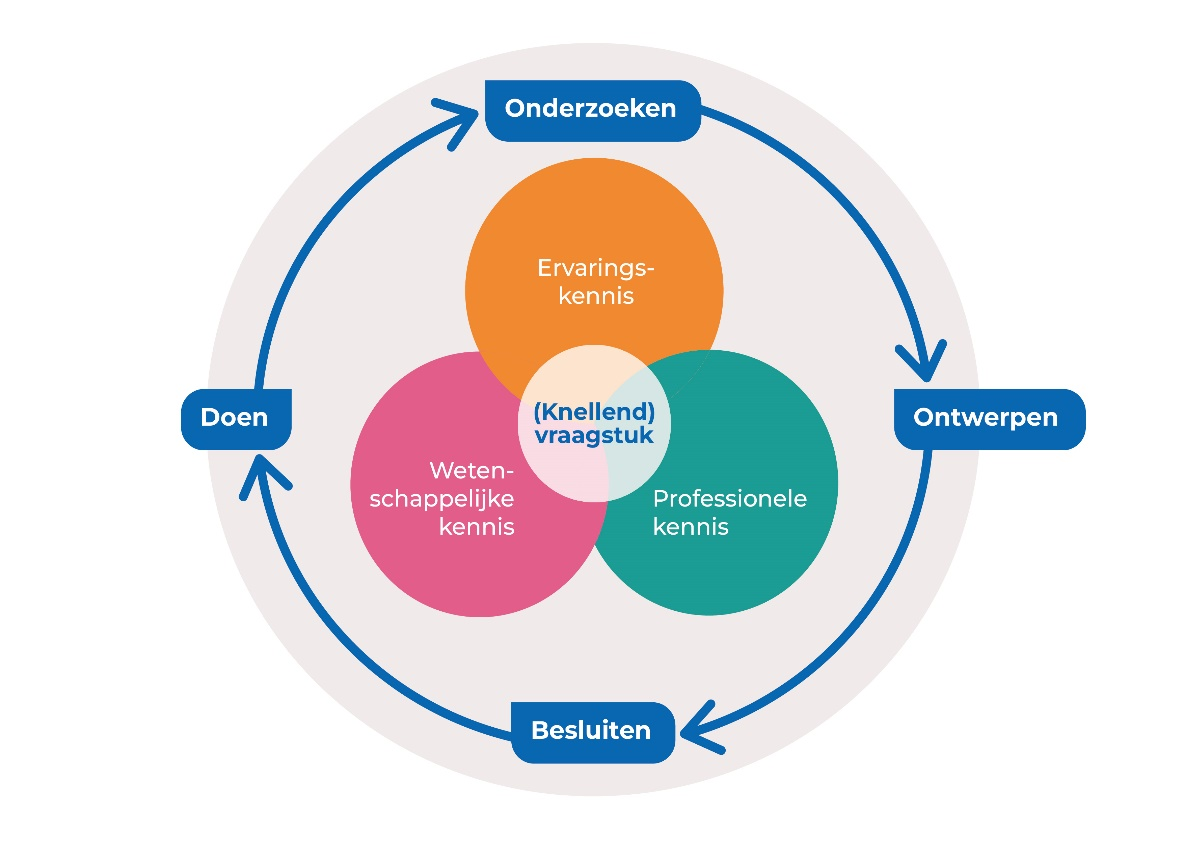 Onderzoeken
Ervarings-
kennis
(Knellend)
vraagstuk
Doen
Ontwerpen
Weten-
schappelijke
kennis
Professionele
kennis
Besluiten